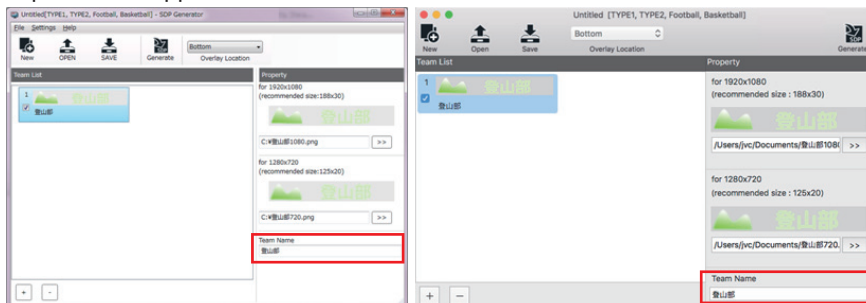 Untitled[TYPE1, TYPE2, Football, Basketball] - SDP Generator
File Settings Help
New OPEN SAVE Generate Bottom
Overlay Location
Team List Property
for 1920x1080
(recommended size:188x30)
1 登山部
登山部
登山部
C:¥登山部1080.png >>
for 1280x720
(recommended size:125x20)
登山部
C:¥登山部720.png >>
Team Name
登山部
+ -
Untitled [TYPE1, TYPE2, Football, Basketball]
Bottom
SDP
New Open Save Overlay Location Generate
Team List Property
1 登山部
登山部
for 1920x1080
(recommended size : 188x30)
登山部
/Users/jvc/Documents/登山部108 >>
for 1280x720
(recommended size : 125x20)
登山部
/Users/jvc/Documents/登山部720. >>
Team Name
登山部
+ −